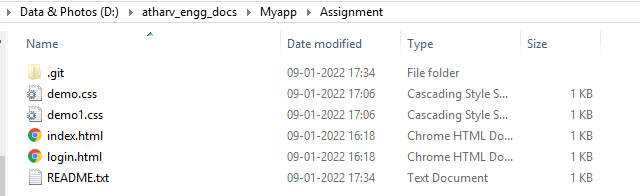 Data & Photos (D:) > atharv_engg_docs > Myapp > Assignment
Name Date modified Type Size
.git 09-01-2022 17:34 File folder
demo.css 09-01-2022 17:06 Cascading Style S... 1 KB
demo1.css 09-01-2022 17:06 Cascading Style S... 1 KB
index.html 09-01-2022 16:18 Chrome HTML Do... 1 KB
login.html 09-01-2022 16:18 Chrome HTML Do... 1 KB
README.txt 09-01-2022 17:34 Text Document 1 KB